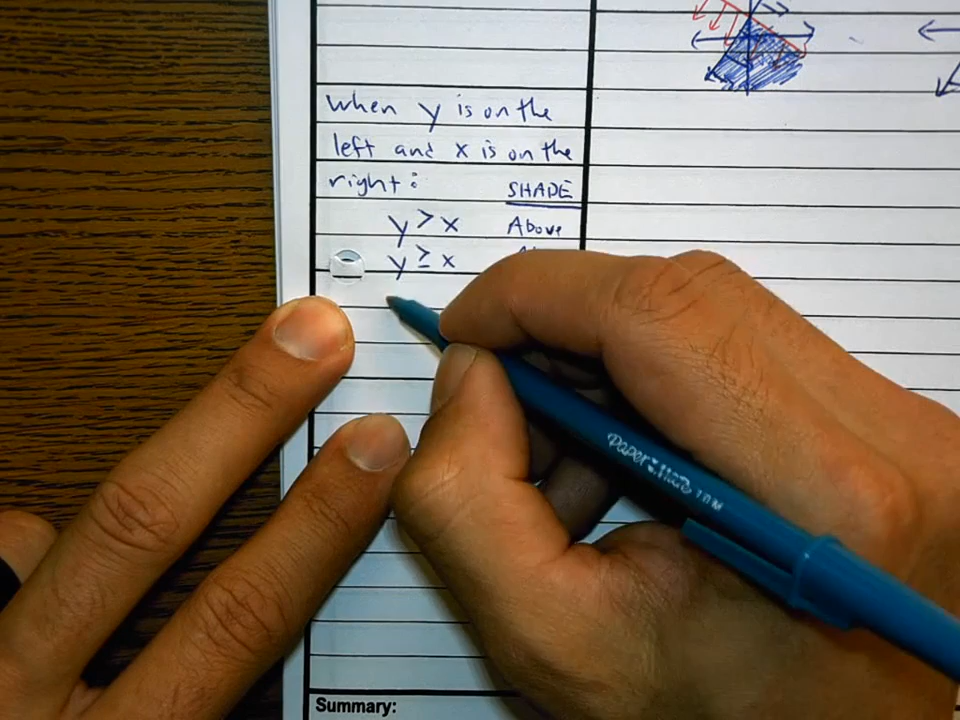 when y is on the
left and x is on the
right:
SHADE
y > x Above
y ≥ x
Paper:Mate
Summary: